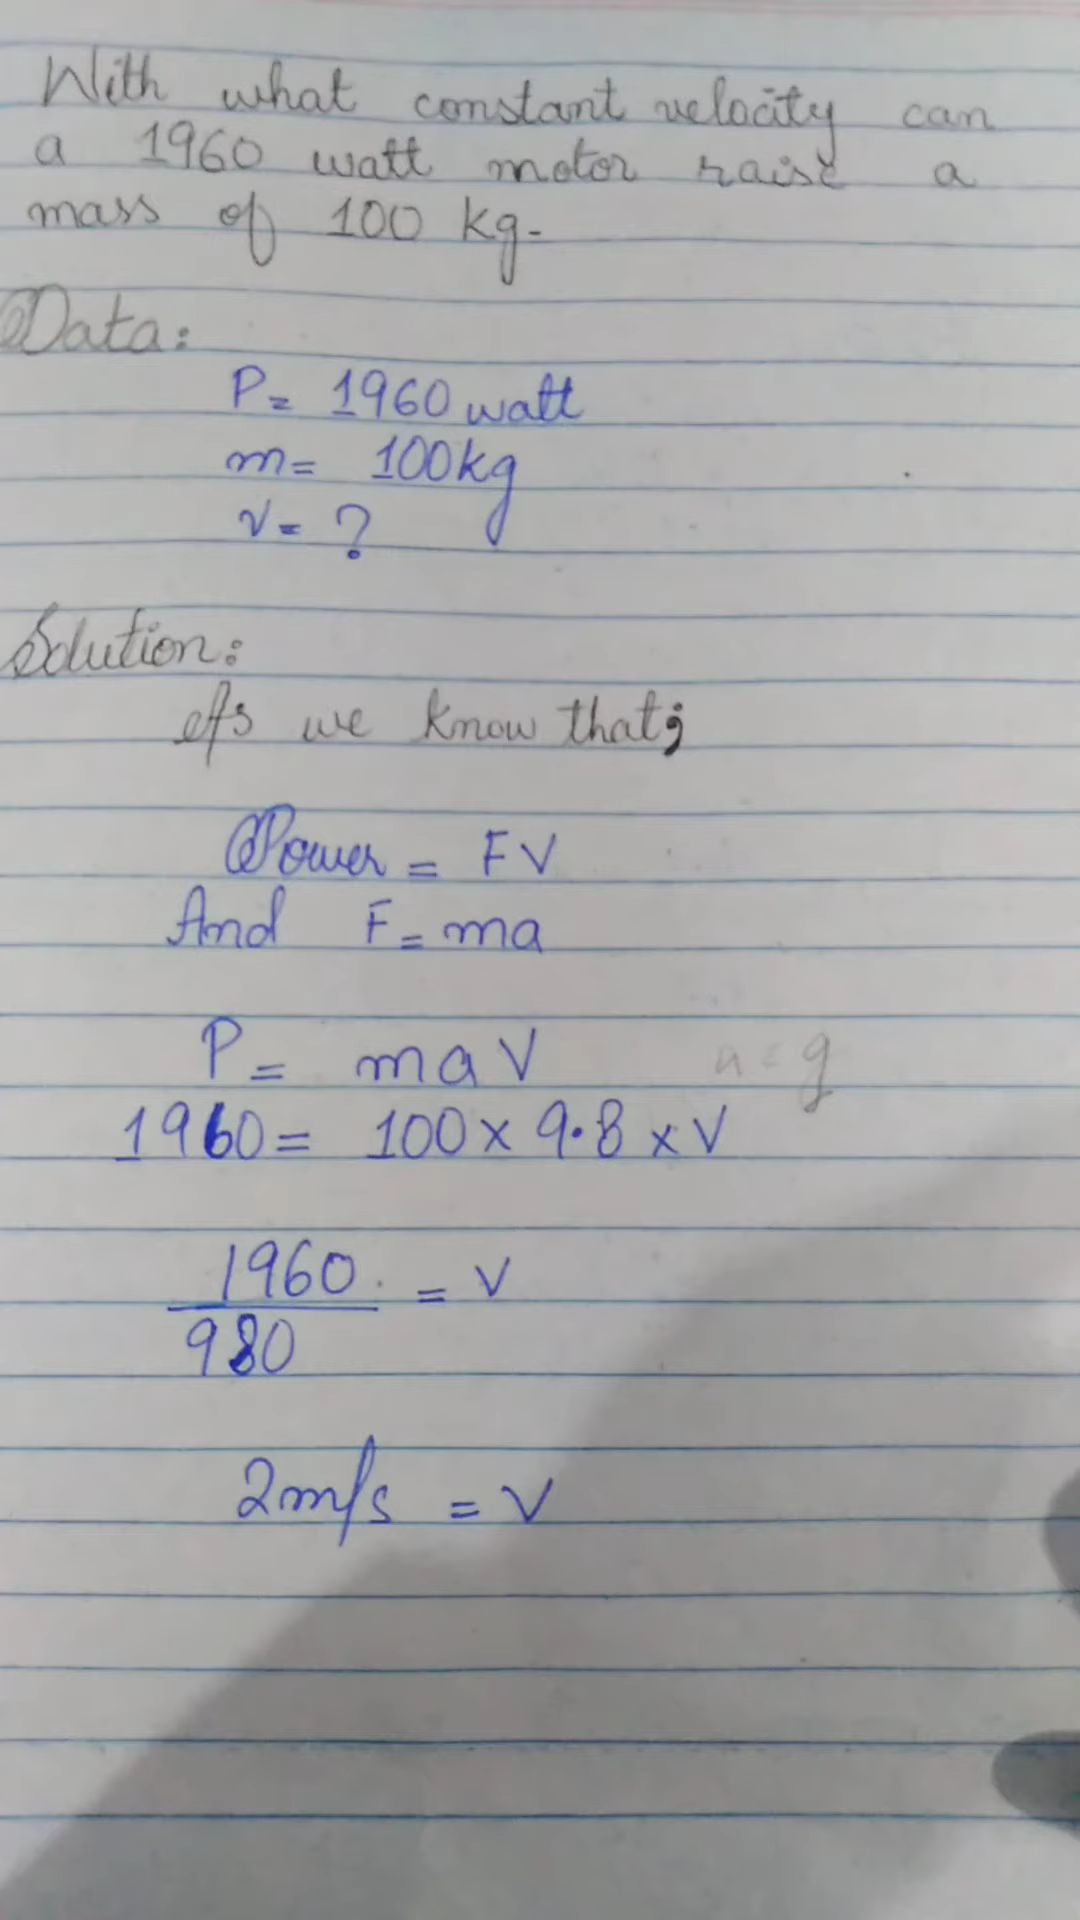 With what constant velocity can
a 1960 watt motor raise a
mass of 100 kg.
Data:
P = 1960 watt
m = 100kg
v = ?
Solution:
As we know that;
Power = FV
And F = ma
P = maV a = g
1960 = 100 x 9.8 x V
1960 / 980 = V
2m/s = V